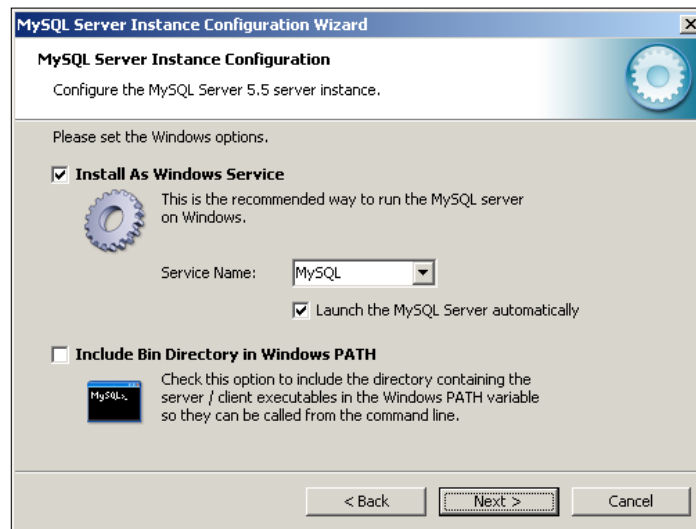 MySQL Server Instance Configuration Wizard
MySQL Server Instance Configuration
Configure the MySQL Server 5.5 server instance.
Please set the Windows options.
Install As Windows Service
This is the recommended way to run the MySQL server
on Windows.
Service Name:
MySQL
Launch the MySQL Server automatically
Include Bin Directory in Windows PATH
Check this option to include the directory containing the
server / client executables in the Windows PATH variable
so they can be called from the command line.
MySQL>_
< Back
Next >
Cancel